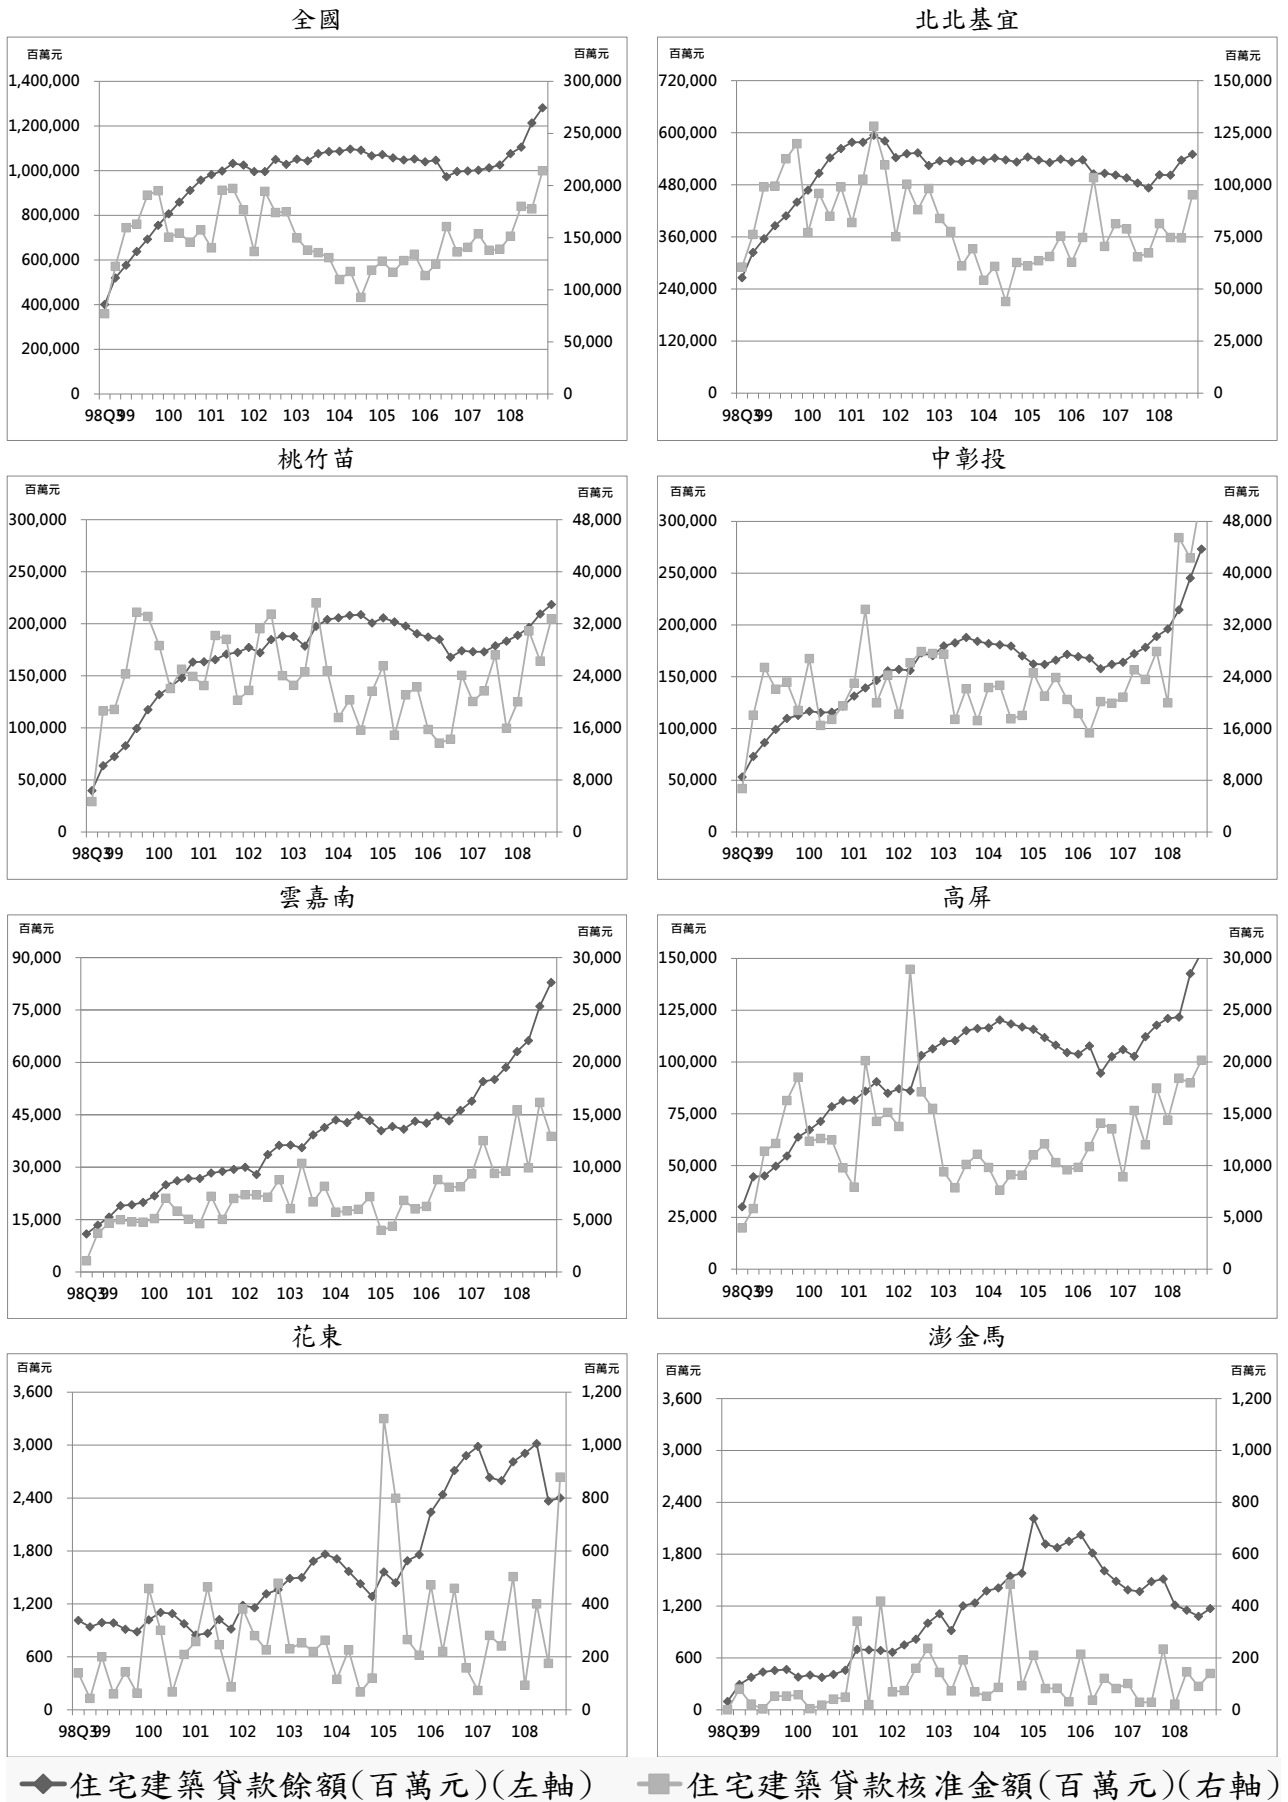 全國
百萬元 百萬元
1,400,000 300,000
1,200,000 250,000
1,000,000 200,000
800,000 150,000
600,000 100,000
400,000 50,000
200,000
0 0
98Q3 99 100 101 102 103 104 105 106 107 108
北北基宜
百萬元 百萬元
720,000 150,000
600,000 125,000
480,000 100,000
360,000 75,000
240,000 50,000
120,000 25,000
0 0
98Q3 99 100 101 102 103 104 105 106 107 108
桃竹苗
百萬元 百萬元
300,000 48,000
250,000 40,000
200,000 32,000
150,000 24,000
100,000 16,000
50,000 8,000
0 0
98Q3 99 100 101 102 103 104 105 106 107 108
中彰投
百萬元 百萬元
300,000 48,000
250,000 40,000
200,000 32,000
150,000 24,000
100,000 16,000
50,000 8,000
0 0
98Q3 99 100 101 102 103 104 105 106 107 108
雲嘉南
百萬元 百萬元
90,000 30,000
75,000 25,000
60,000 20,000
45,000 15,000
30,000 10,000
15,000 5,000
0 0
98Q3 99 100 101 102 103 104 105 106 107 108
高屏
百萬元 百萬元
150,000 30,000
125,000 25,000
100,000 20,000
75,000 15,000
50,000 10,000
25,000 5,000
0 0
98Q3 99 100 101 102 103 104 105 106 107 108
花東
百萬元 百萬元
3,600 1,200
3,000 1,000
2,400 800
1,800 600
1,200 400
600 200
0 0
98Q3 99 100 101 102 103 104 105 106 107 108
澎金馬
百萬元 百萬元
3,600 1,200
3,000 1,000
2,400 800
1,800 600
1,200 400
600 200
0 0
98Q3 99 100 101 102 103 104 105 106 107 108
住宅建築貸款餘額(百萬元)(左軸) 住宅建築貸款核准金額(百萬元)(右軸)